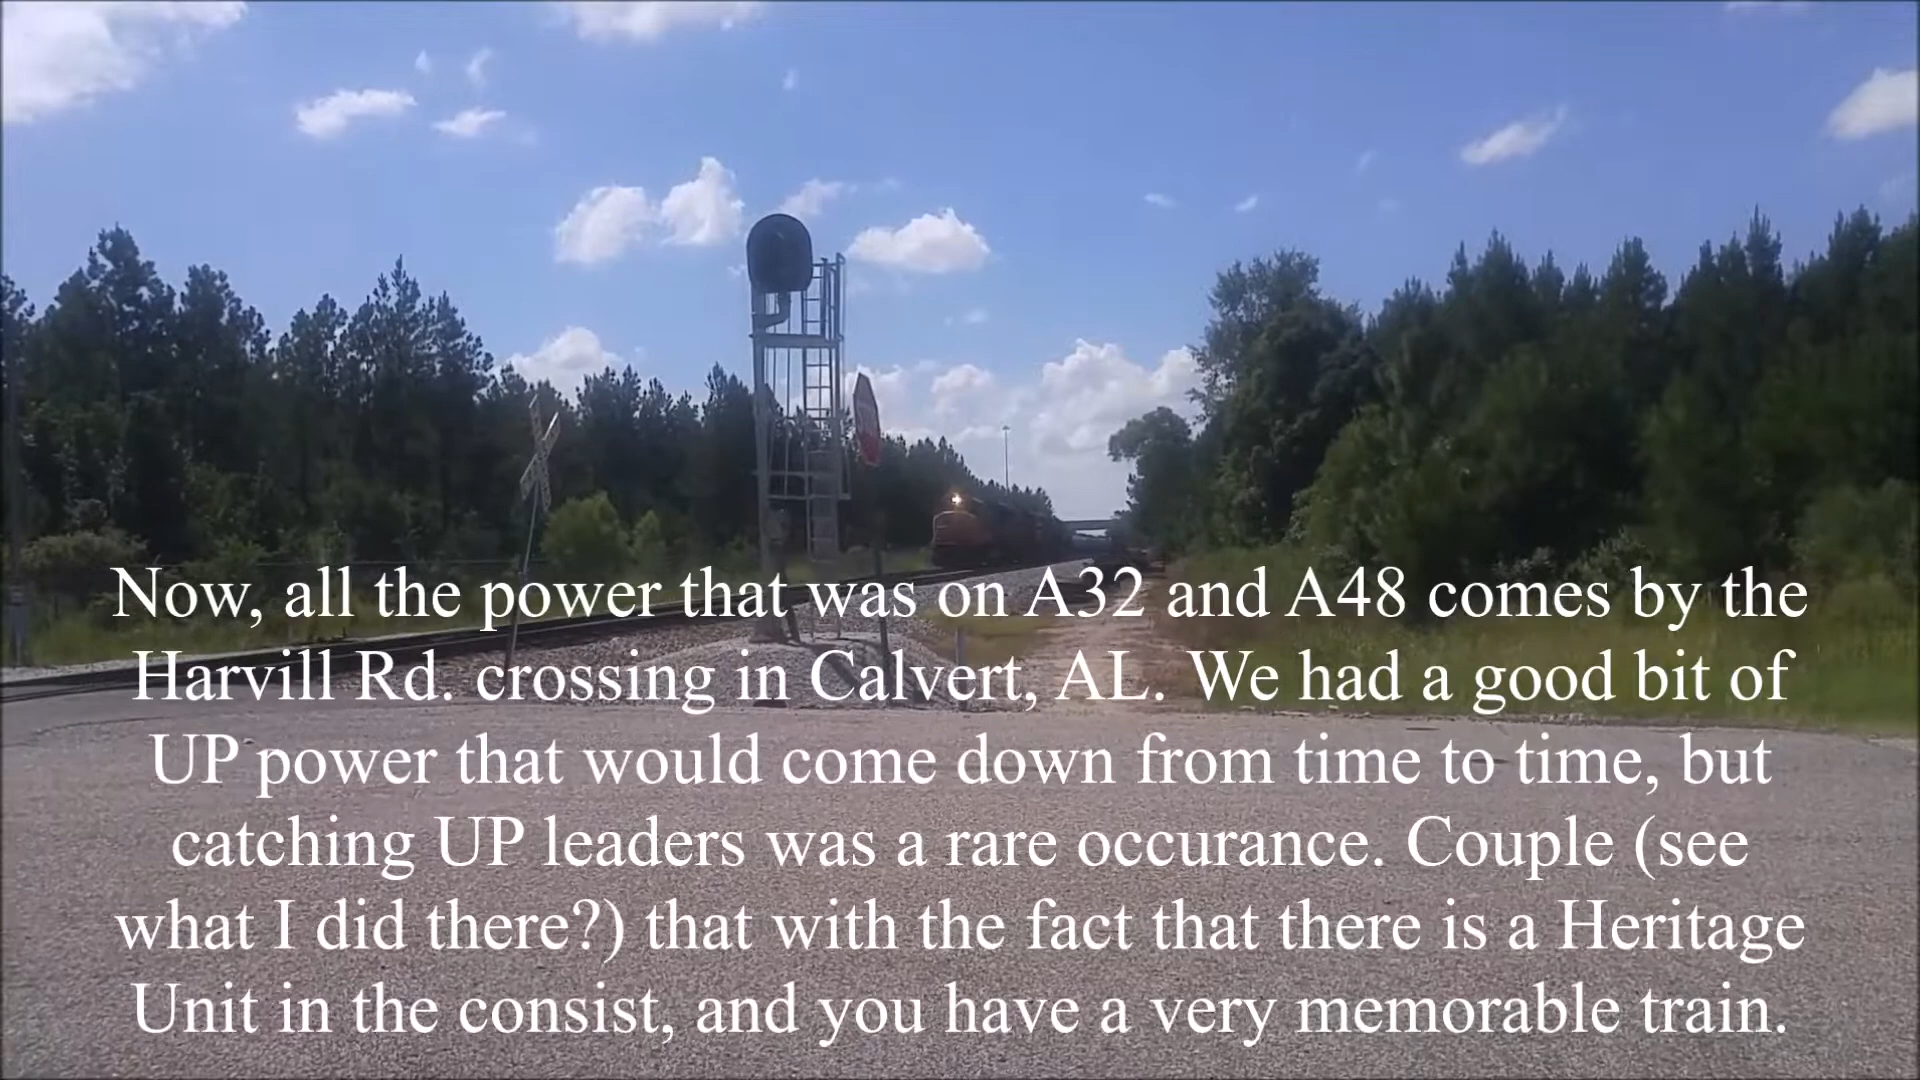 Now, all the power that was on A32 and A48 comes by the
Harvill Rd. crossing in Calvert, AL. We had a good bit of
UP power that would come down from time to time, but
catching UP leaders was a rare occurance. Couple (see
what I did there?) that with the fact that there is a Heritage
Unit in the consist, and you have a very memorable train.